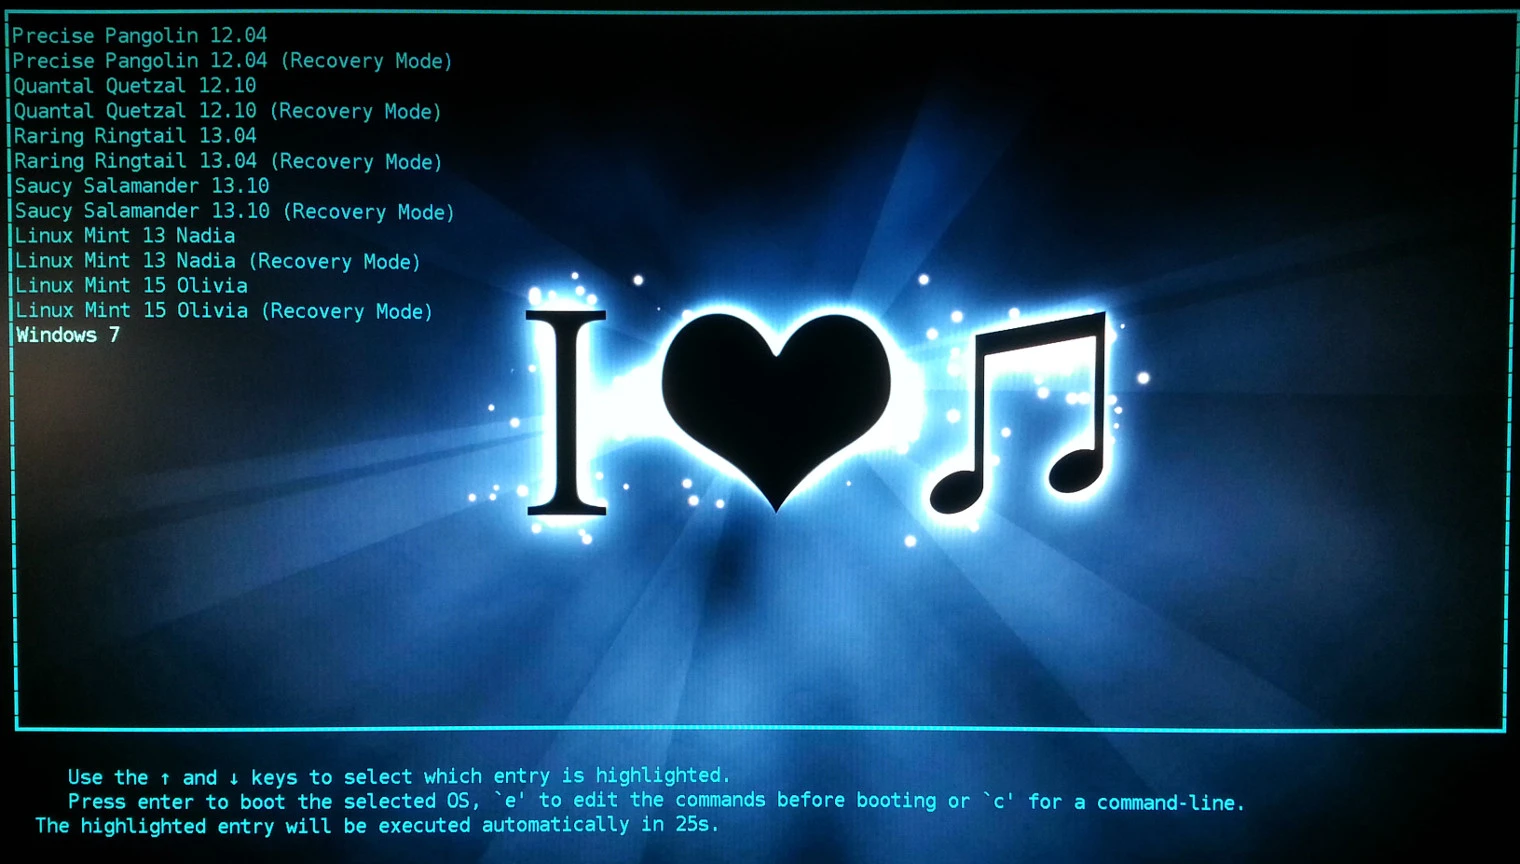 Precise Pangolin 12.04
Precise Pangolin 12.04 (Recovery Mode)
Quantal Quetzal 12.10
Quantal Quetzal 12.10 (Recovery Mode)
Raring Ringtail 13.04
Raring Ringtail 13.04 (Recovery Mode)
Saucy Salamander 13.10
Saucy Salamander 13.10 (Recovery Mode)
Linux Mint 13 Nadia
Linux Mint 13 Nadia (Recovery Mode)
Linux Mint 15 Olivia
Linux Mint 15 Olivia (Recovery Mode)
Windows 7
I ♥ ♫
Use the ↑ and ↓ keys to select which entry is highlighted.
Press enter to boot the selected OS, `e' to edit the commands before booting or `c' for a command-line.
The highlighted entry will be executed automatically in 25s.